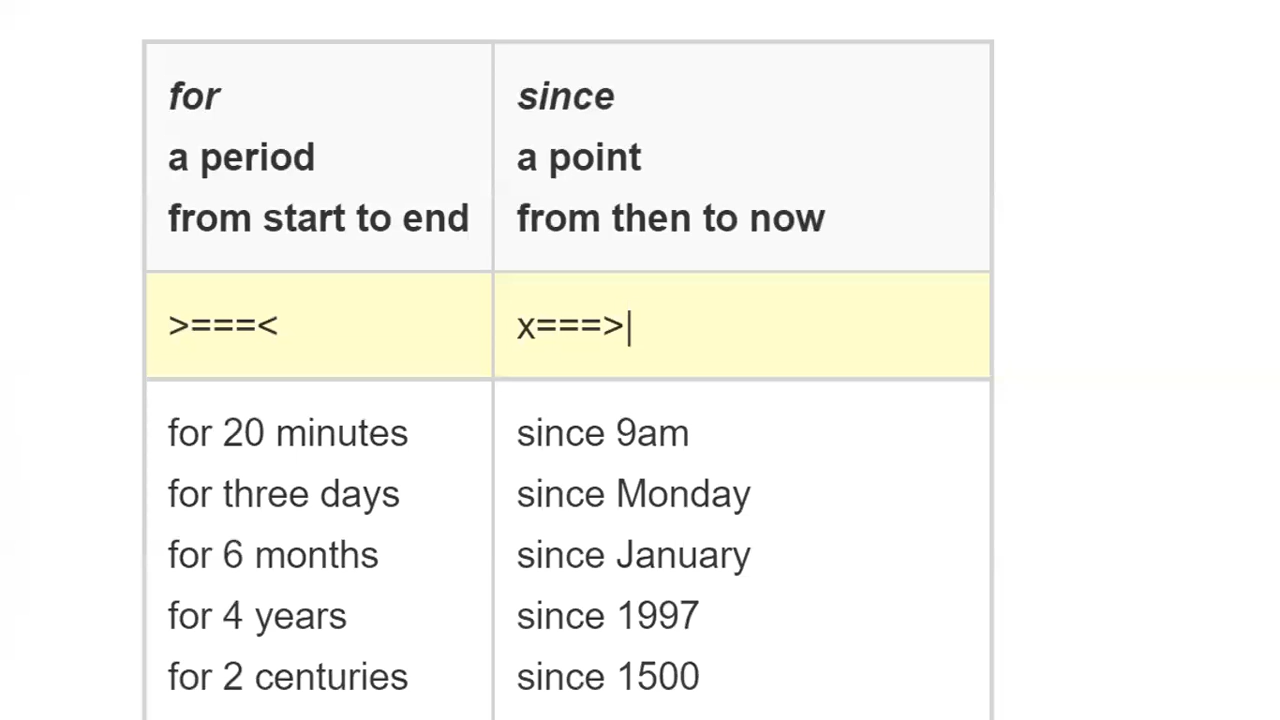 for
a period
from start to end
since
a point
from then to now
>===<
x===>|
for 20 minutes
for three days
for 6 months
for 4 years
for 2 centuries
since 9am
since Monday
since January
since 1997
since 1500